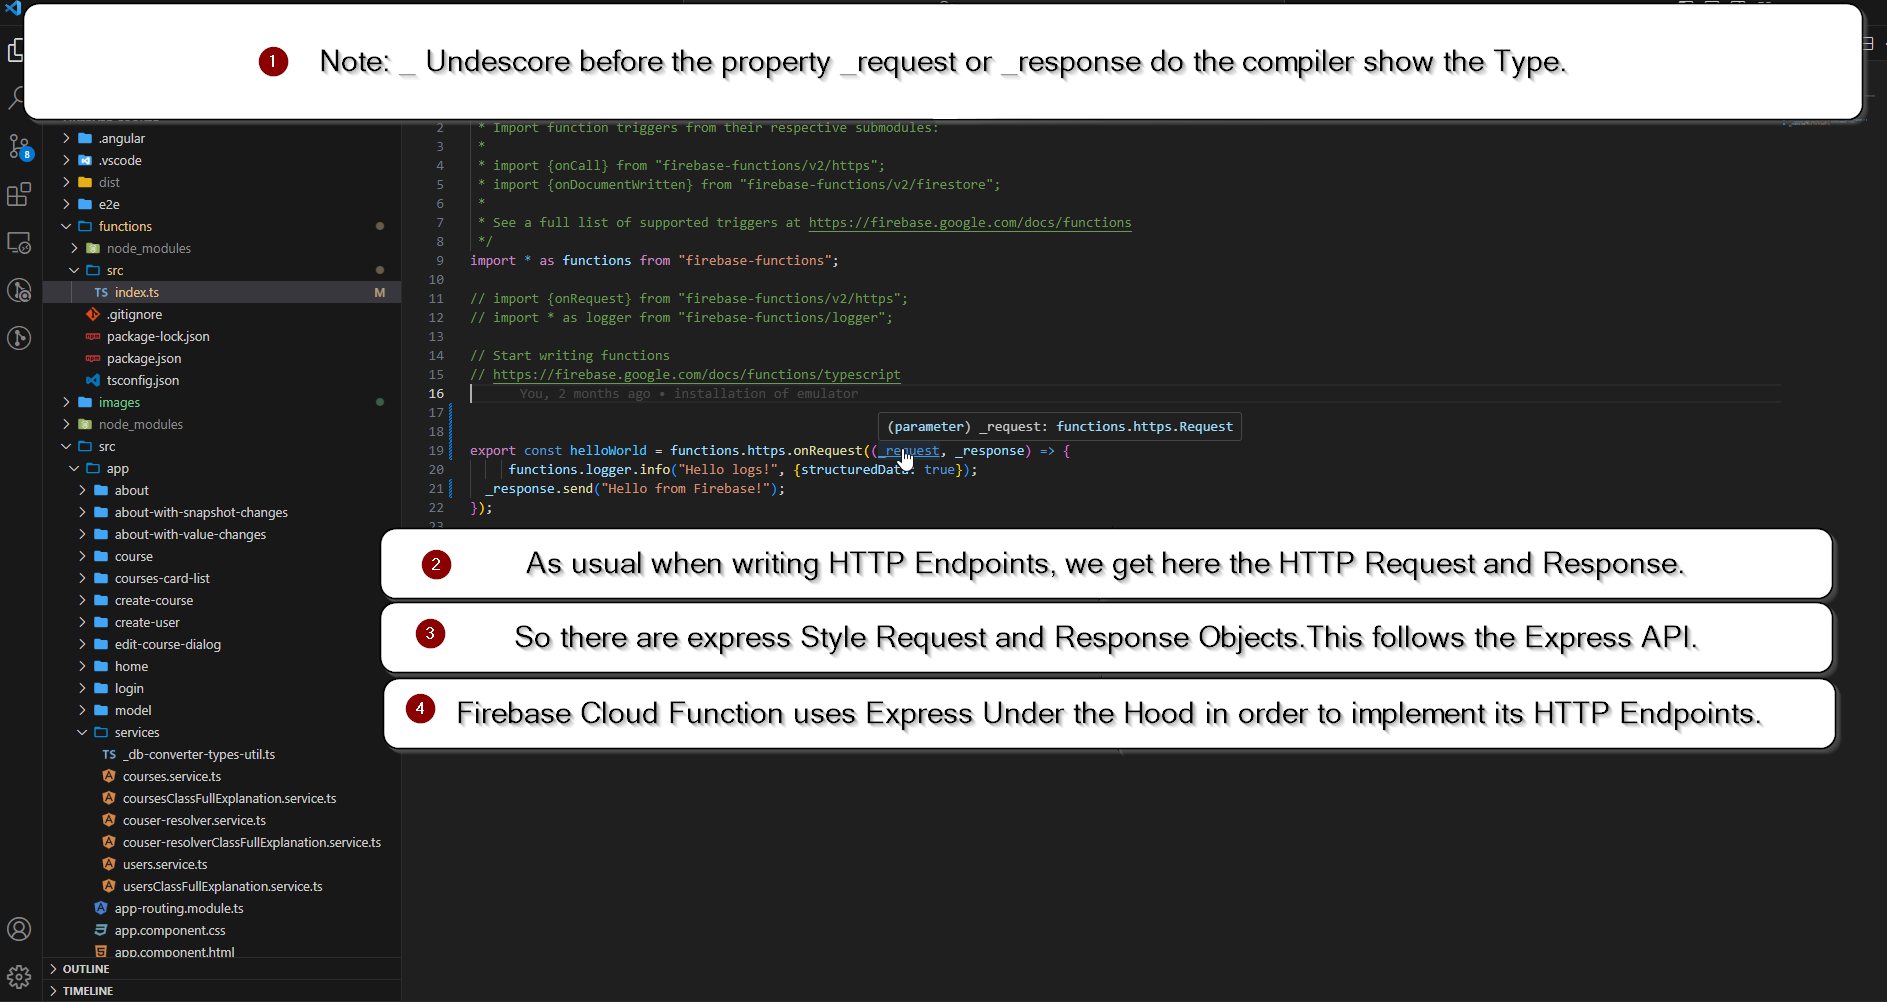 1 Note: _ Undescore before the property _request or _response do the compiler show the Type.
8
.angular
.vscode
dist
e2e
functions
node_modules
src
TS index.ts M
.gitignore
package-lock.json
package.json
tsconfig.json
images
node_modules
src
app
about
about-with-snapshot-changes
about-with-value-changes
course
courses-card-list
create-course
create-user
edit-course-dialog
home
login
model
services
TS _db-converter-types-util.ts
courses.service.ts
coursesClassFullExplanation.service.ts
couser-resolver.service.ts
couser-resolverClassFullExplanation.service.ts
users.service.ts
usersClassFullExplanation.service.ts
app-routing.module.ts
app.component.css
app.component.html
OUTLINE
TIMELINE
2 * Import function triggers from their respective submodules:
3 *
4 * import {onCall} from "firebase-functions/v2/https";
5 * import {onDocumentWritten} from "firebase-functions/v2/firestore";
6 *
7 * See a full list of supported triggers at https://firebase.google.com/docs/functions
8 */
9 import * as functions from "firebase-functions";
10
11 // import {onRequest} from "firebase-functions/v2/https";
12 // import * as logger from "firebase-functions/logger";
13
14 // Start writing functions
15 // https://firebase.google.com/docs/functions/typescript
16 You, 2 months ago • installation of emulator
17
18
(parameter) _request: functions.https.Request
19 export const helloWorld = functions.https.onRequest((_request, _response) => {
20 functions.logger.info("Hello logs!", {structuredData: true});
21 _response.send("Hello from Firebase!");
22 });
23
2 As usual when writing HTTP Endpoints, we get here the HTTP Request and Response.
3 So there are express Style Request and Response Objects.This follows the Express API.
4 Firebase Cloud Function uses Express Under the Hood in order to implement its HTTP Endpoints.